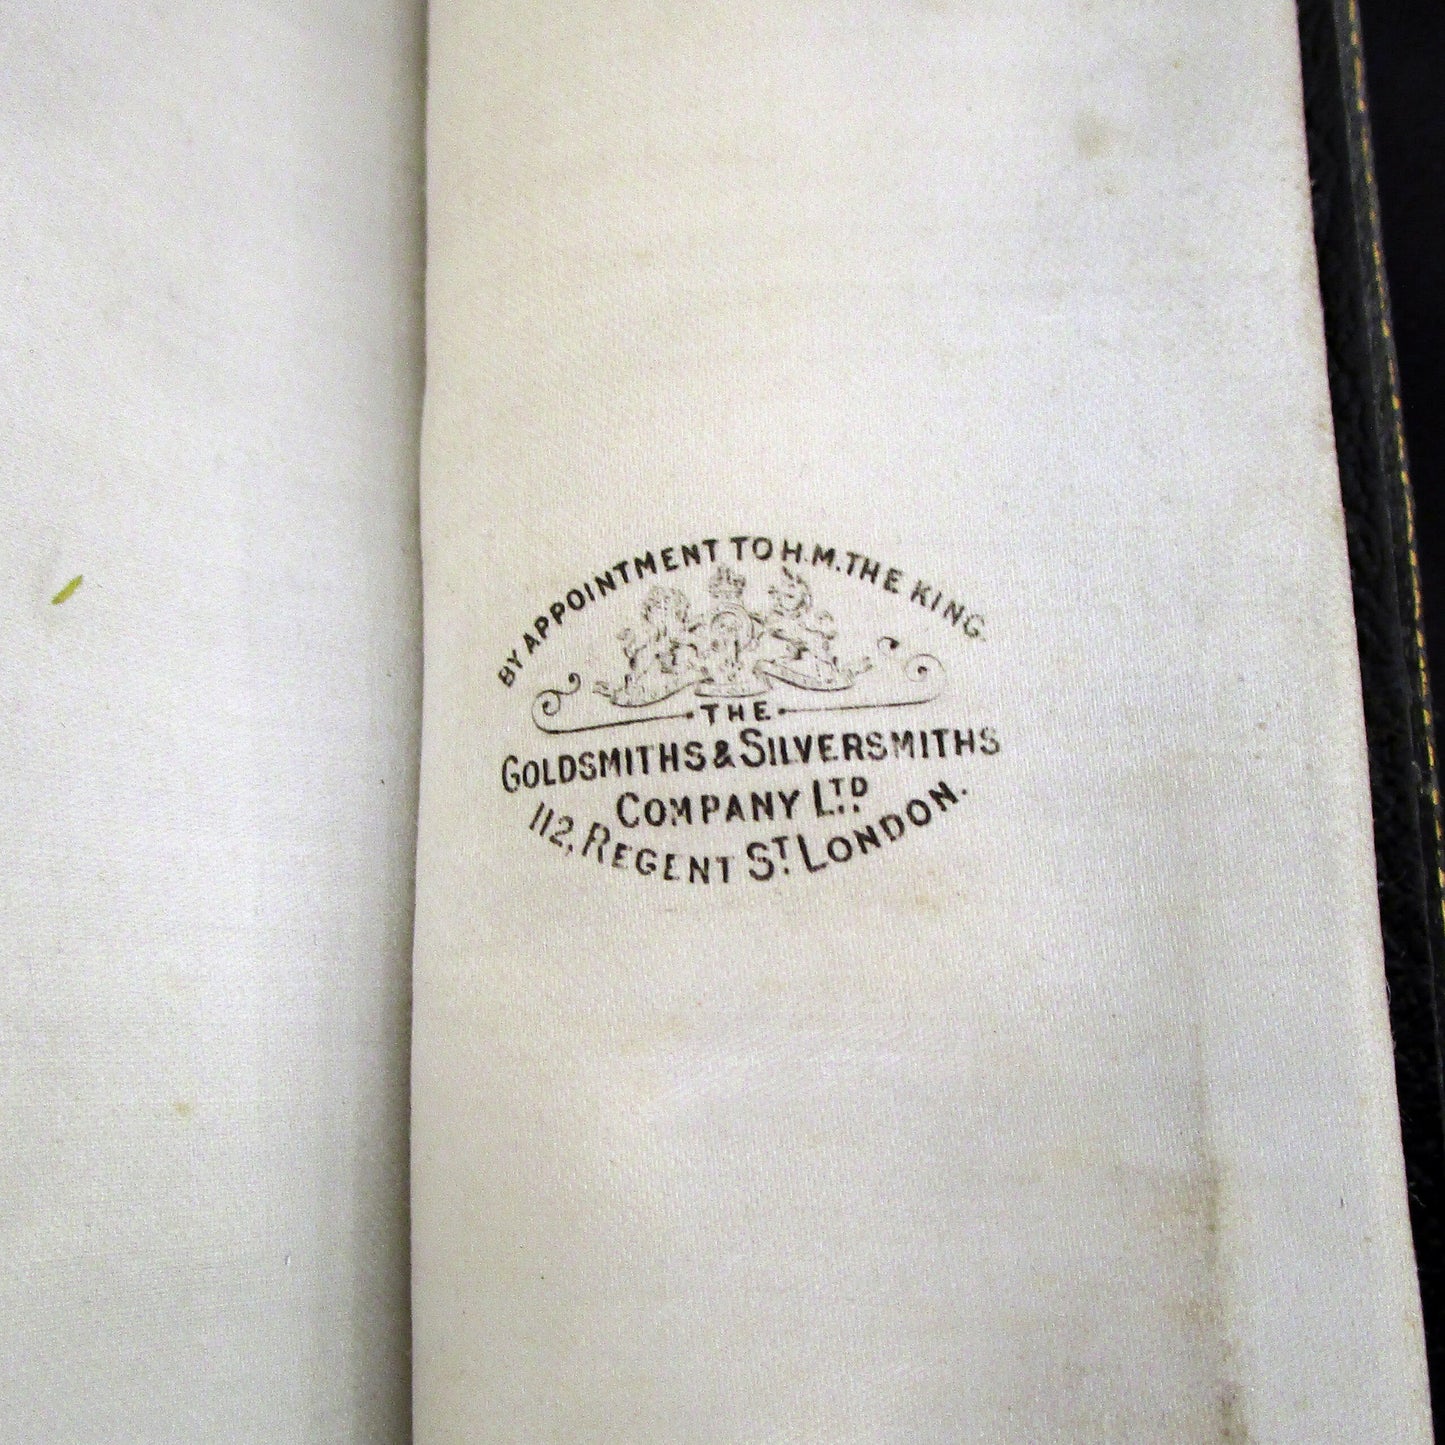 BY APPOINTMENT TO H.M. THE KING.
THE
GOLDSMITHS & SILVERSMITHS
COMPANY LTD.
112, REGENT ST. LONDON.